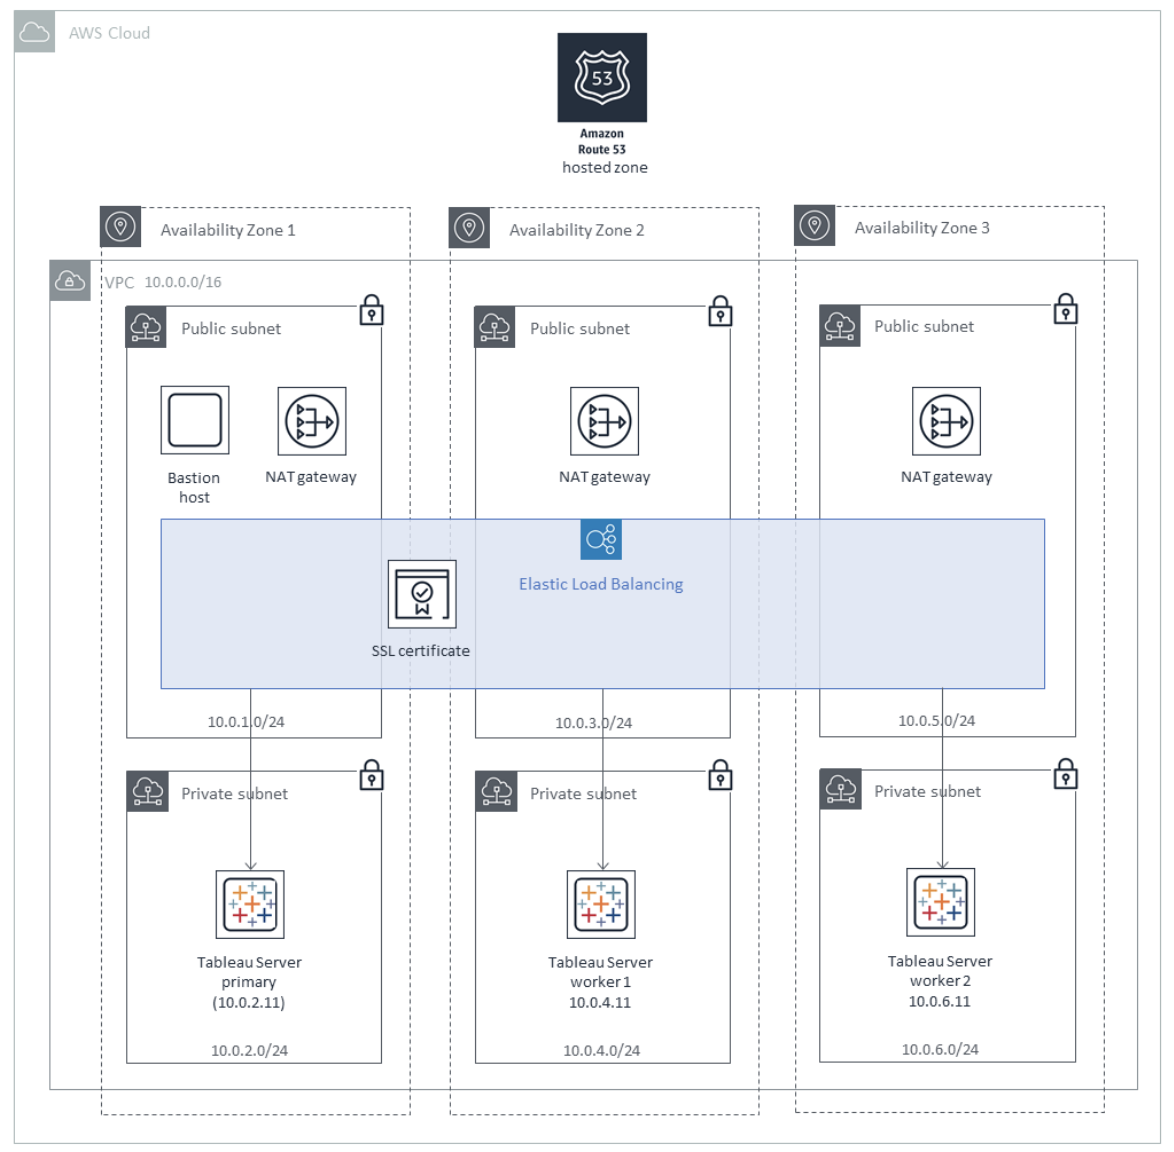 AWS Cloud
53
Amazon
Route 53
hosted zone
Availability Zone 1
Availability Zone 2
Availability Zone 3
VPC 10.0.0.0/16
Public subnet
Public subnet
Public subnet
Bastion
host
NAT gateway
NAT gateway
NAT gateway
Elastic Load Balancing
SSL certificate
10.0.1.0/24
10.0.3.0/24
10.0.5.0/24
Private subnet
Private subnet
Private subnet
Tableau Server
primary
(10.0.2.11)
Tableau Server
worker 1
10.0.4.11
Tableau Server
worker 2
10.0.6.11
10.0.2.0/24
10.0.4.0/24
10.0.6.0/24